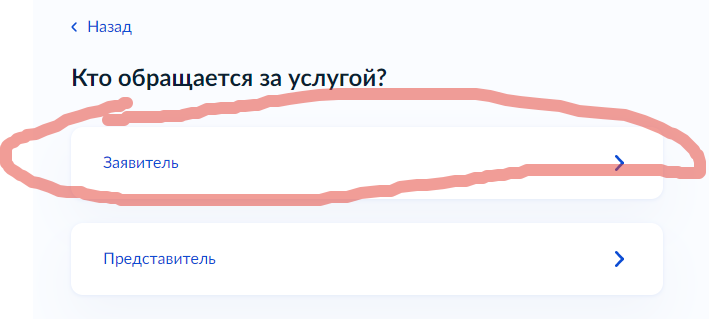 Назад
Кто обращается за услугой?
Заявитель
Представитель